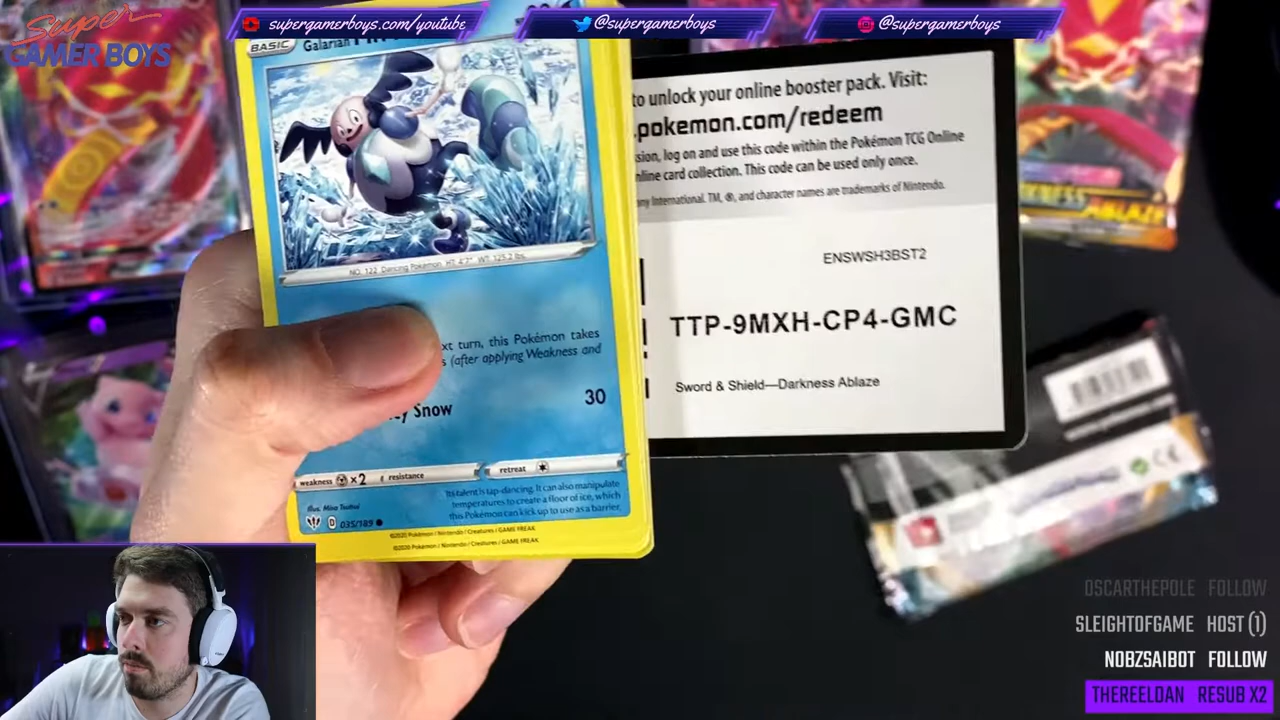 Super
GAMER BOYS
supergamerboys.com/youtube
@supergamerboys
@supergamerboys
BASIC
Galarian
NO. 122 Dancing Pokémon HT: 4'7" WT: 125.2 lbs.
xt turn, this Pokémon takes
(after applying Weakness and
Snow
30
weakness
×2
resistance
retreat
Its talent is tap-dancing. It can also manipulate
temperatures to create a floor of ice, which
this Pokémon can kick up to use as a barrier.
Illus. Mina Tsutsui
D
035/189
©2020 Pokémon / Nintendo / Creatures / GAME FREAK
©2020 Pokémon / Nintendo / Creatures / GAME FREAK
to unlock your online booster pack. Visit:
.pokemon.com/redeem
sion, log on and use this code within the Pokémon TCG Online
nline card collection. This code can be used only once.
ny International. TM, ®, and character names are trademarks of Nintendo.
ENSWSH3BST2
TTP-9MXH-CP4-GMC
Sword & Shield—Darkness Ablaze
ABLAZE
OSCARTHEPOLE FOLLOW
SLEIGHTOFGAME HOST (1)
NOBZSAIBOT FOLLOW
THEREELDAN RESUB X2